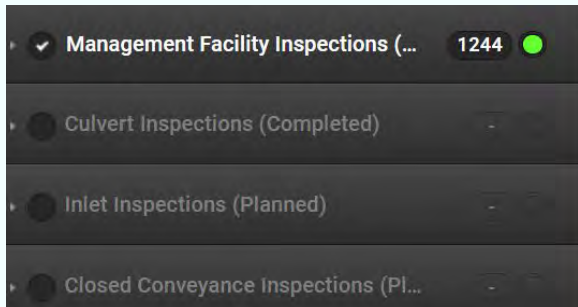 Management Facility Inspections (... 1244
Culvert Inspections (Completed) -
Inlet Inspections (Planned) -
Closed Conveyance Inspections (Pl... -